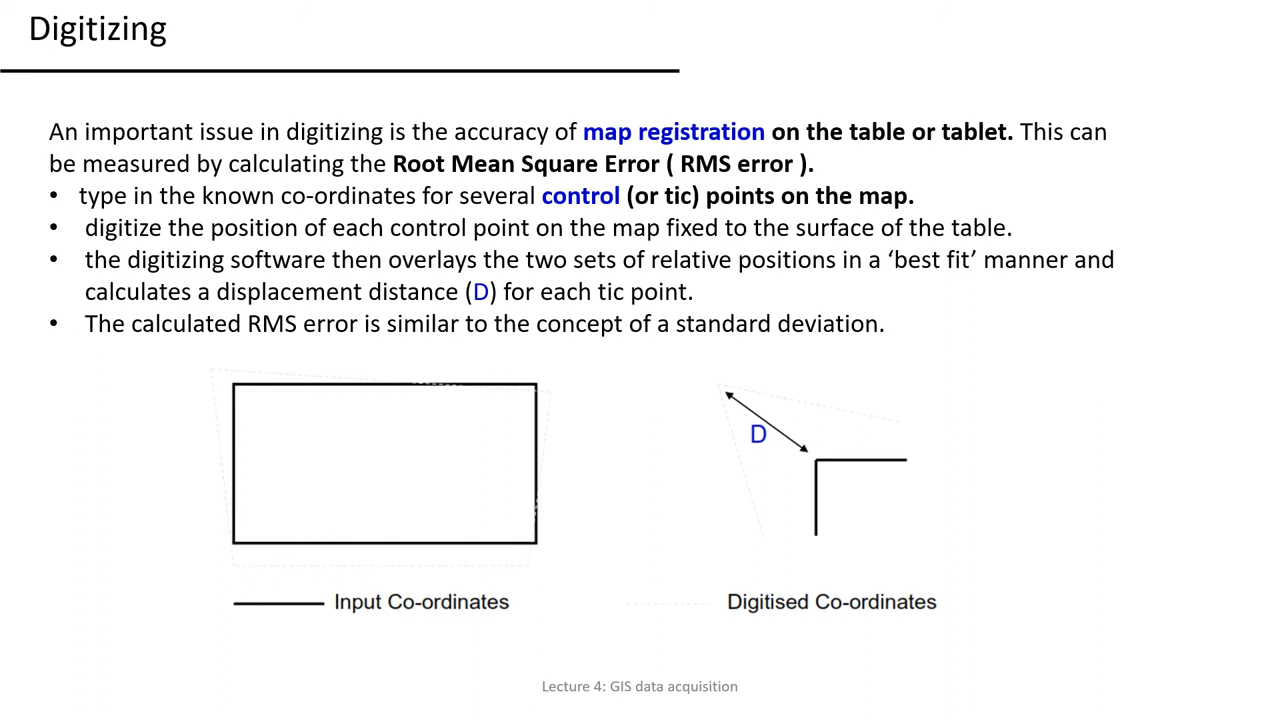 Digitizing
An important issue in digitizing is the accuracy of map registration on the table or tablet. This can
be measured by calculating the Root Mean Square Error ( RMS error ).
• type in the known co-ordinates for several control (or tic) points on the map.
• digitize the position of each control point on the map fixed to the surface of the table.
• the digitizing software then overlays the two sets of relative positions in a ‘best fit’ manner and
calculates a displacement distance (D) for each tic point.
• The calculated RMS error is similar to the concept of a standard deviation.
D
Input Co-ordinates
Digitised Co-ordinates
Lecture 4: GIS data acquisition